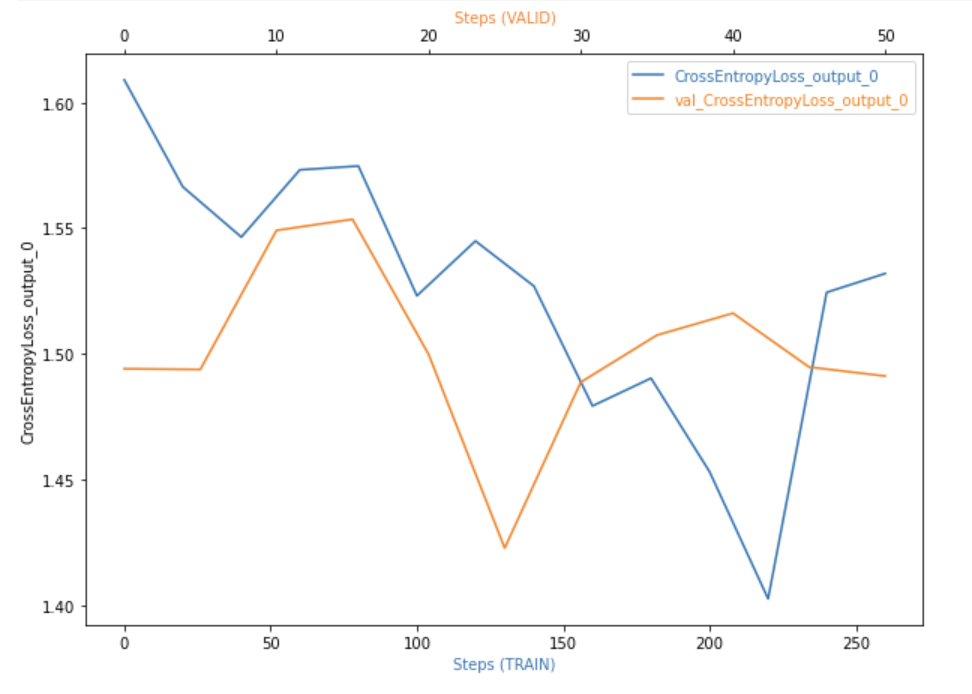 Steps (VALID)
0 10 20 30 40 50
CrossEntropyLoss_output_0
val_CrossEntropyLoss_output_0
CrossEntropyLoss_output_0
1.60
1.55
1.50
1.45
1.40
0 50 100 150 200 250
Steps (TRAIN)